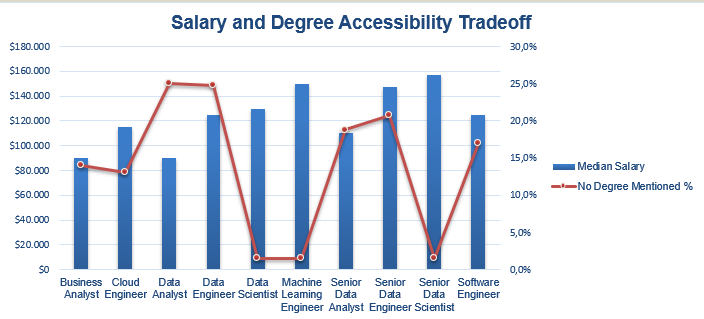 Salary and Degree Accessibility Tradeoff
$180.000
$160.000
$140.000
$120.000
$100.000
$80.000
$60.000
$40.000
$20.000
$0
30,0%
25,0%
20,0%
15,0%
10,0%
5,0%
0,0%
Business
Analyst
Cloud
Engineer
Data
Analyst
Data
Engineer
Data
Scientist
Machine
Learning
Engineer
Senior
Data
Analyst
Senior
Data
Engineer
Senior
Data
Scientist
Software
Engineer
Median Salary
No Degree Mentioned %